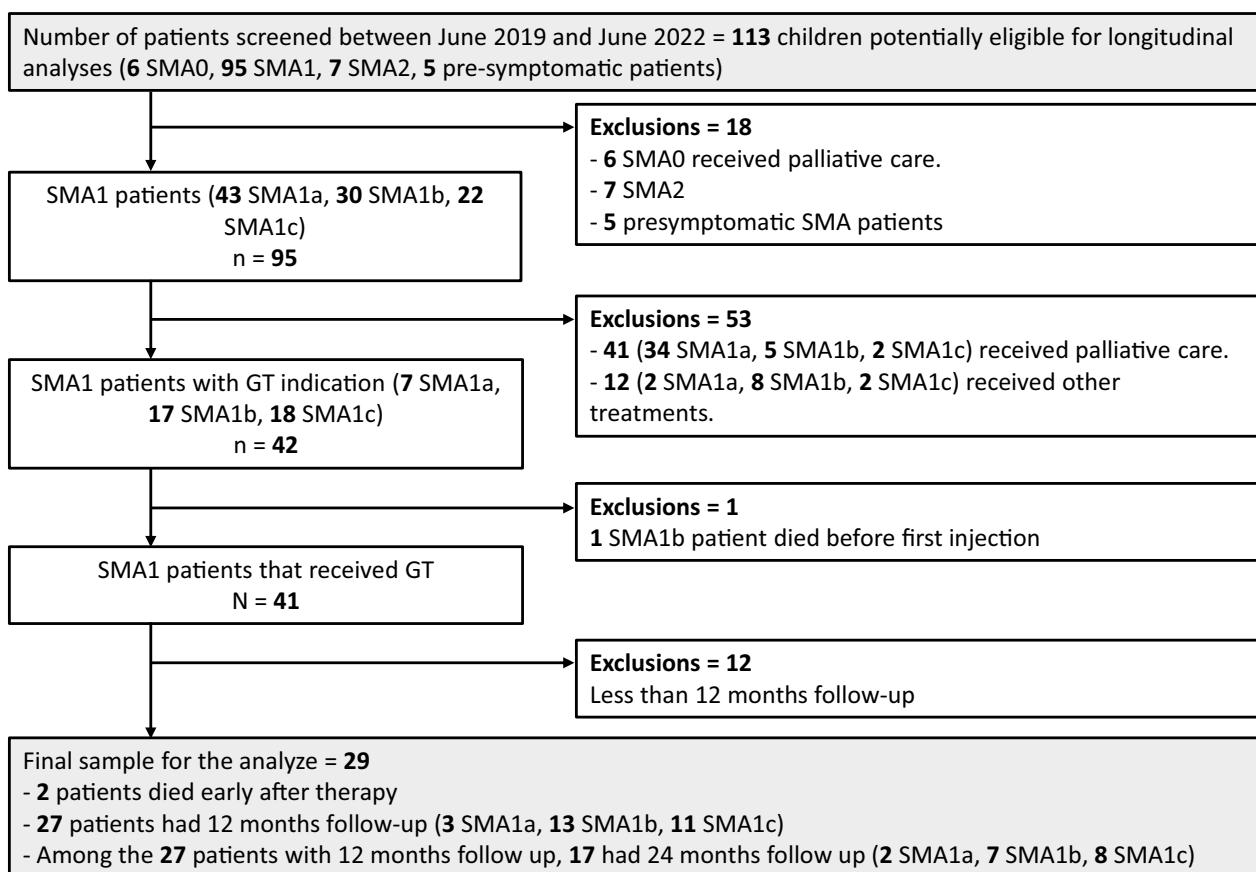 Number of patients screened between June 2019 and June 2022 = 113 children potentially eligible for longitudinal
analyses (6 SMA0, 95 SMA1, 7 SMA2, 5 pre-symptomatic patients)
Exclusions = 18
- 6 SMA0 received palliative care.
- 7 SMA2
- 5 presymptomatic SMA patients
SMA1 patients (43 SMA1a, 30 SMA1b, 22
SMA1c)
n = 95
Exclusions = 53
- 41 (34 SMA1a, 5 SMA1b, 2 SMA1c) received palliative care.
- 12 (2 SMA1a, 8 SMA1b, 2 SMA1c) received other
treatments.
SMA1 patients with GT indication (7 SMA1a,
17 SMA1b, 18 SMA1c)
n = 42
Exclusions = 1
1 SMA1b patient died before first injection
SMA1 patients that received GT
N = 41
Exclusions = 12
Less than 12 months follow-up
Final sample for the analyze = 29
- 2 patients died early after therapy
- 27 patients had 12 months follow-up (3 SMA1a, 13 SMA1b, 11 SMA1c)
- Among the 27 patients with 12 months follow up, 17 had 24 months follow up (2 SMA1a, 7 SMA1b, 8 SMA1c)